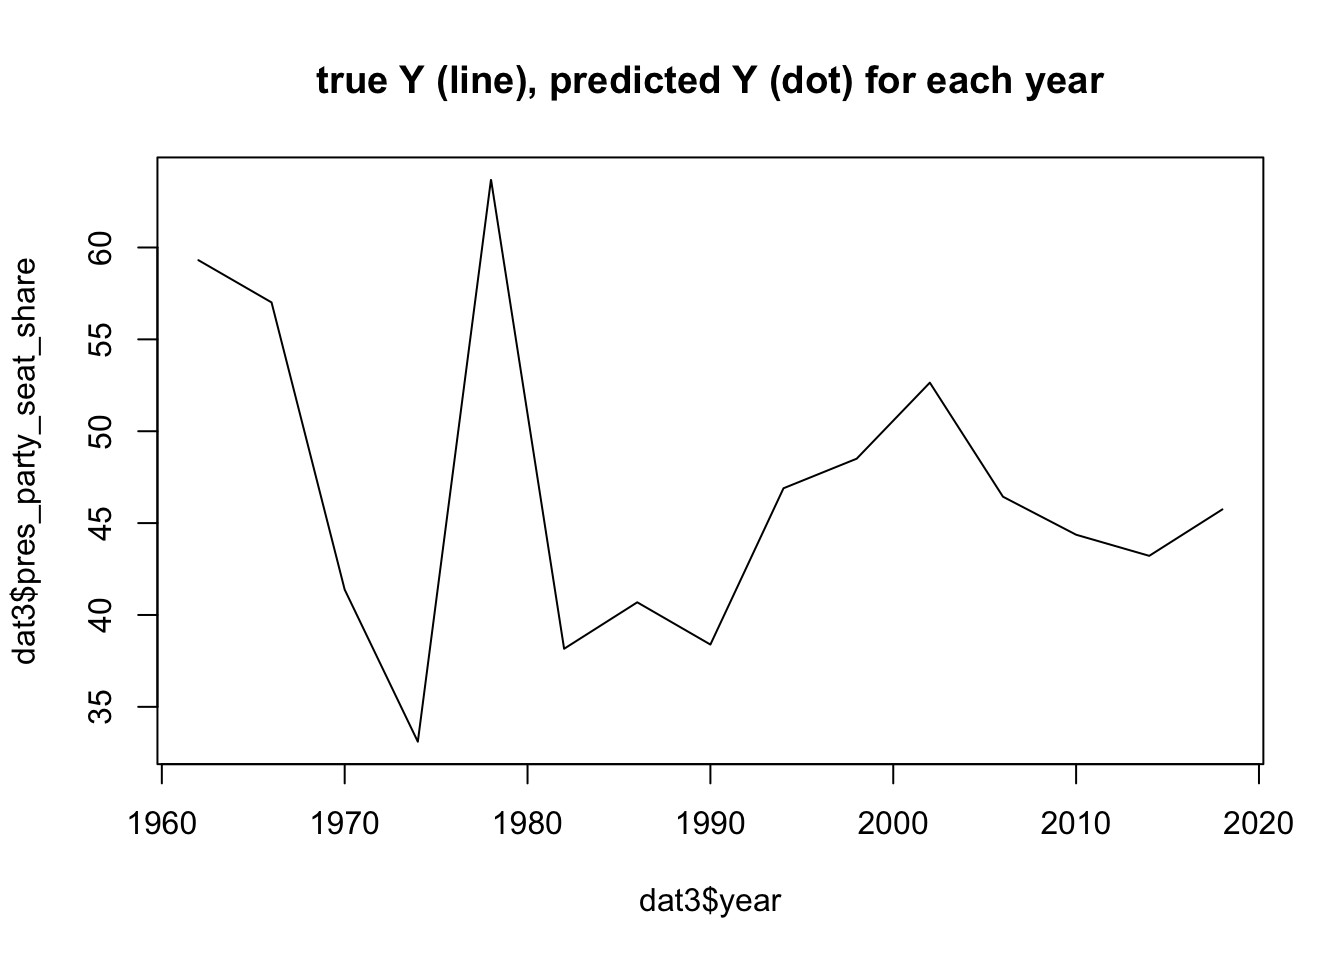 true Y (line), predicted Y (dot) for each year
dat3$pres_party_seat_share
60
55
50
45
40
35
1960 1970 1980 1990 2000 2010 2020
dat3$year